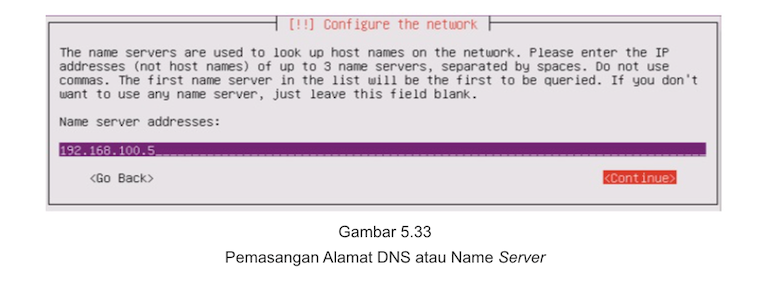 [!!] Configure the network
The name servers are used to look up host names on the network. Please enter the IP
addresses (not host names) of up to 3 name servers, separated by spaces. Do not use
commas. The first name server in the list will be the first to be queried. If you don't
want to use any name server, just leave this field blank.
Name server addresses:
192.168.100.5
<Go Back> <Continue>
Gambar 5.33
Pemasangan Alamat DNS atau Name Server